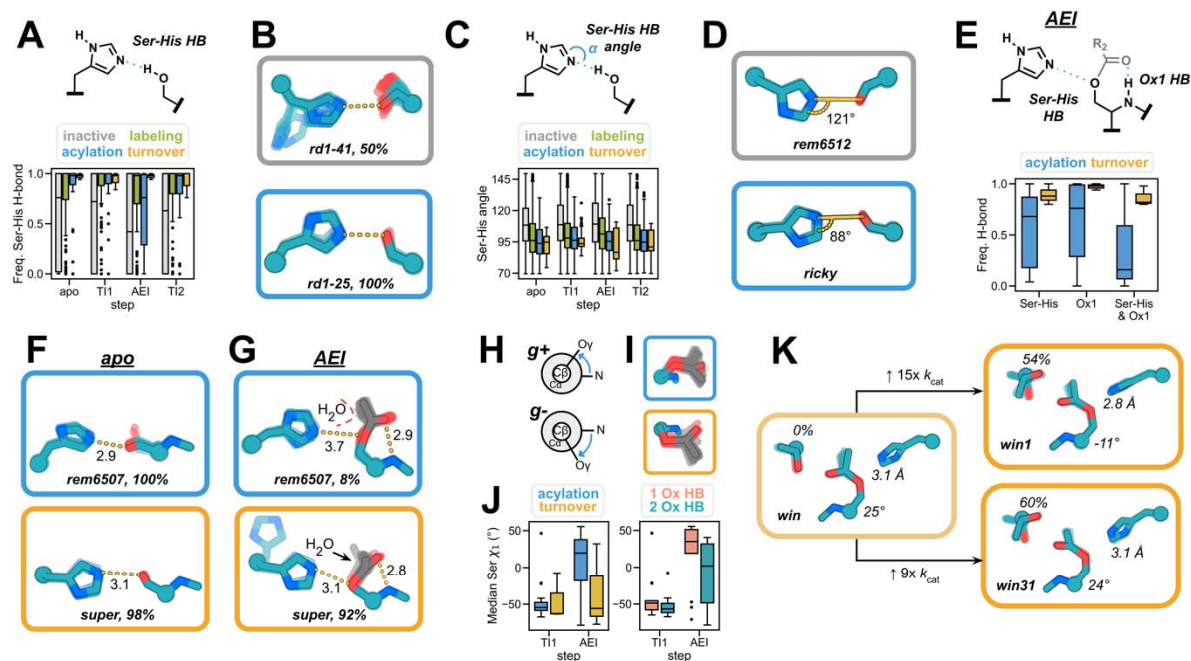 A
H
N
N
H
O
Ser-His HB
inactive labeling
acylation turnover
Freq. Ser-His H-bond
1.0
0.5
0.0
apo TI1 AEI TI2
step
B
rd1-41, 50%
rd1-25, 100%
C
H
N
N
α
H
O
Ser-His HB
angle
inactive labeling
acylation turnover
Ser-His angle
145
120
95
70
apo TI1 AEI TI2
step
D
121°
rem6512
88°
ricky
E
AEI
H
N
N
R2
C
O
O
H
N
Ox1 HB
Ser-His
HB
acylation turnover
Freq. H-bond
1.0
0.5
0.0
Ser-His Ox1 Ser-His
& Ox1
F
apo
2.9
rem6507, 100%
3.1
super, 98%
G
AEI
H2O
2.9
3.7
rem6507, 8%
H2O
2.8
3.1
super, 92%
H
g+
Oγ
Cβ
Cα
N
g-
Cβ
Cα
N
Oγ
I
J
acylation
turnover
1 Ox HB
2 Ox HB
Median Ser χ1 (°)
50
0
−50
TI1 AEI
TI1 AEI
step
K
0%
3.1 Å
win
25°
↑ 15x kcat
↑ 9x kcat
54%
2.8 Å
win1
-11°
60%
3.1 Å
win31
24°